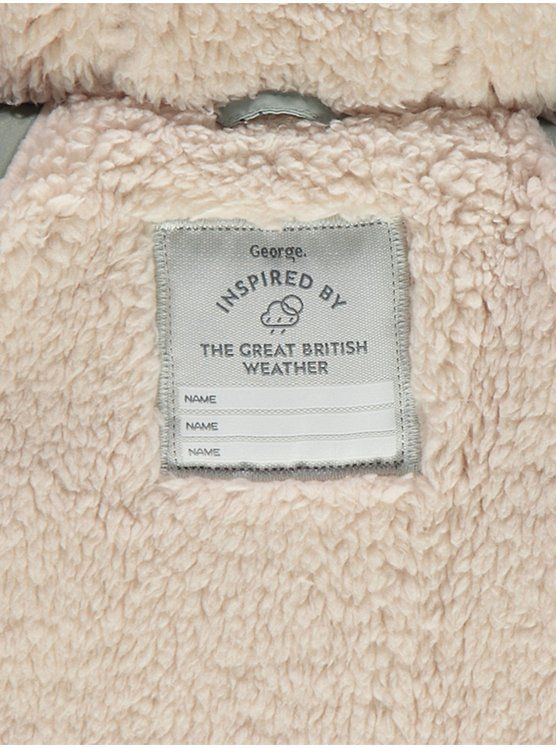 George.
INSPIRED BY
THE GREAT BRITISH
WEATHER
NAME
NAME
NAME